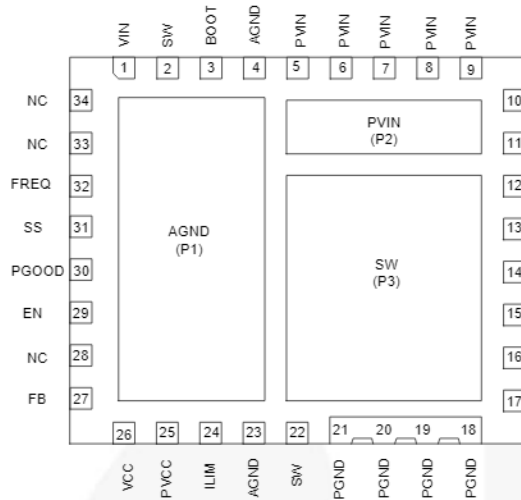 VIN SW BOOT AGND PVIN PVIN PVIN PVIN PVIN
1 2 3 4 5 6 7 8 9
NC 34 10
NC 33 11
PVIN
(P2)
FREQ 32 12
SS 31 13
AGND
(P1)
PGOOD 30 14
SW
(P3)
EN 29 15
NC 28 16
FB 27 17
26 25 24 23 22 21 20 19 18
VCC PVCC ILIM AGND SW PGND PGND PGND PGND